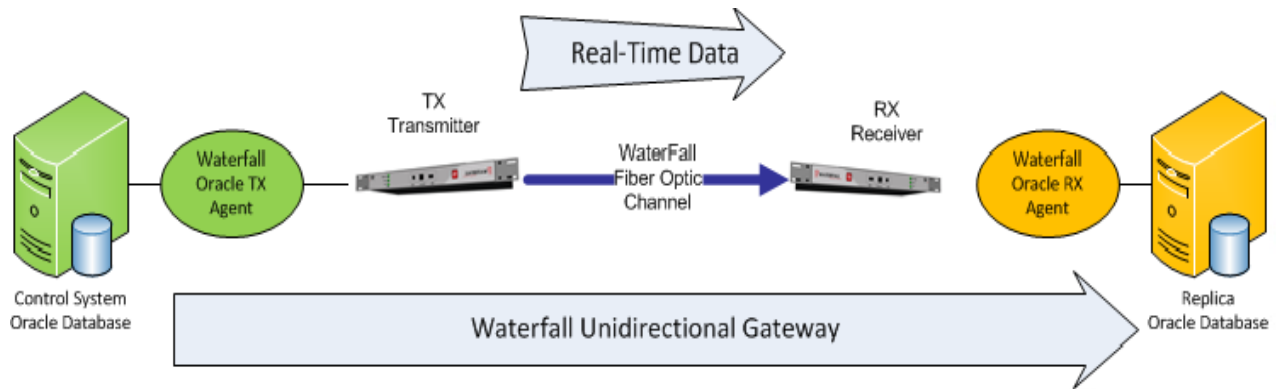 Real-Time Data
TX
Transmitter
RX
Receiver
Waterfall
Oracle TX
Agent
WaterFall
Fiber Optic
Channel
Waterfall
Oracle RX
Agent
Control System
Oracle Database
Replica
Oracle Database
Waterfall Unidirectional Gateway